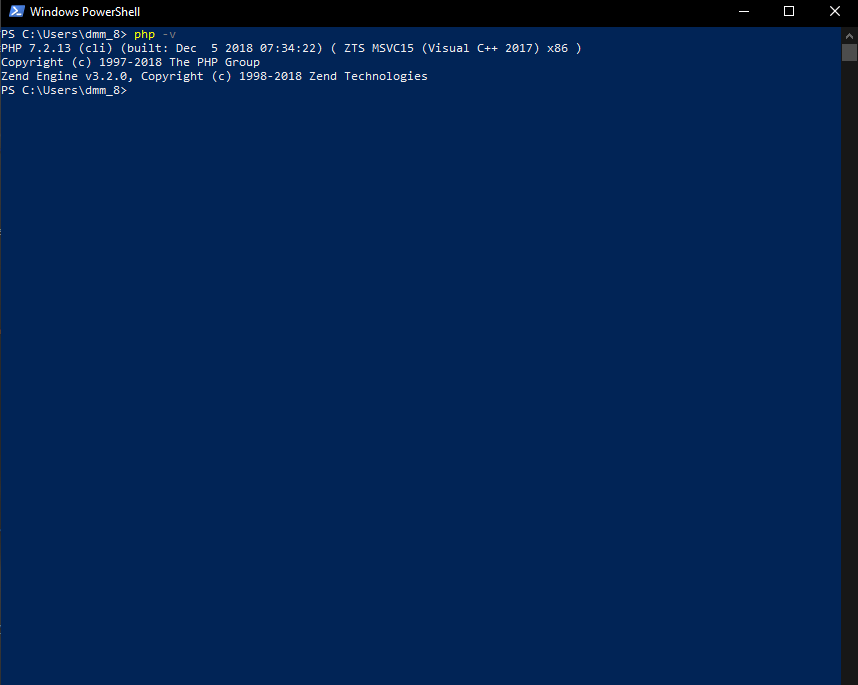 Windows PowerShell
PS C:\Users\dmm_8> php -v
PHP 7.2.13 (cli) (built: Dec  5 2018 07:34:22) ( ZTS MSVC15 (Visual C++ 2017) x86 )
Copyright (c) 1997-2018 The PHP Group
Zend Engine v3.2.0, Copyright (c) 1998-2018 Zend Technologies
PS C:\Users\dmm_8>